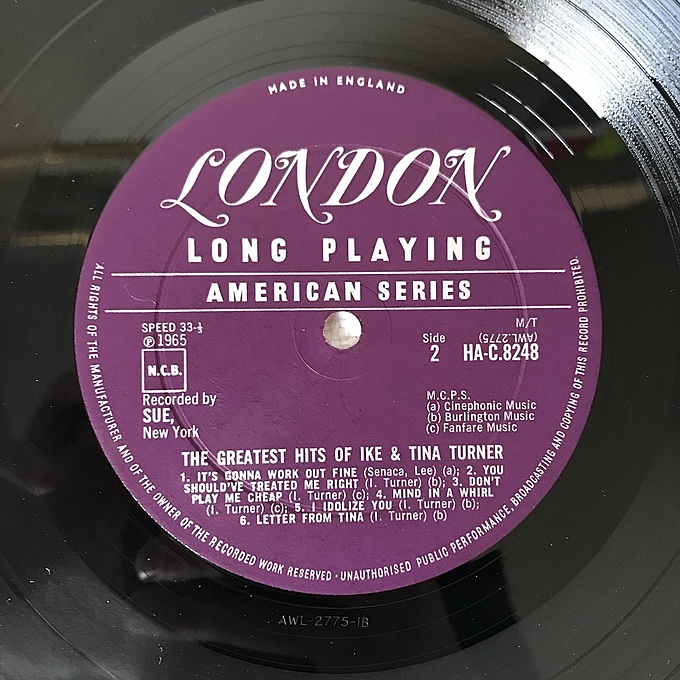 MADE IN ENGLAND
LONDON
LONG PLAYING
AMERICAN SERIES
SPEED 33-⅓
Ⓟ 1965
N.C.B.
Recorded by
SUE,
New York
M/T
(AWL.2775)
Side
2 HA-C.8248
M.C.P.S.
(a) Cinephonic Music
(b) Burlington Music
(c) Fanfare Music
THE GREATEST HITS OF IKE & TINA TURNER
1. IT'S GONNA WORK OUT FINE (Senaca, Lee) (a); 2. YOU
SHOULD'VE TREATED ME RIGHT (I. Turner) (b); 3. DON'T
PLAY ME CHEAP (I. Turner) (c); 4. MIND IN A WHIRL
(I. Turner) (c); 5. I IDOLIZE YOU (I. Turner) (b);
6. LETTER FROM TINA (I. Turner) (b)
ALL RIGHTS OF THE MANUFACTURER AND OF THE OWNER OF THE RECORDED WORK RESERVED · UNAUTHORISED PUBLIC PERFORMANCE, BROADCASTING AND COPYING OF THIS RECORD PROHIBITED.
AWL-2775-1B